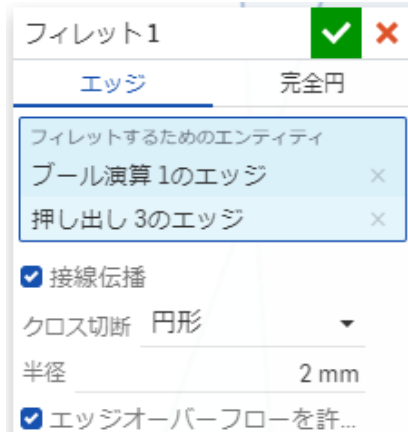 フィレット 1
エッジ 完全円
フィレットするためのエンティティ
ブール演算 1のエッジ
押し出し 3のエッジ
接線伝播
クロス切断 円形
半径 2 mm
エッジオーバーフローを許...